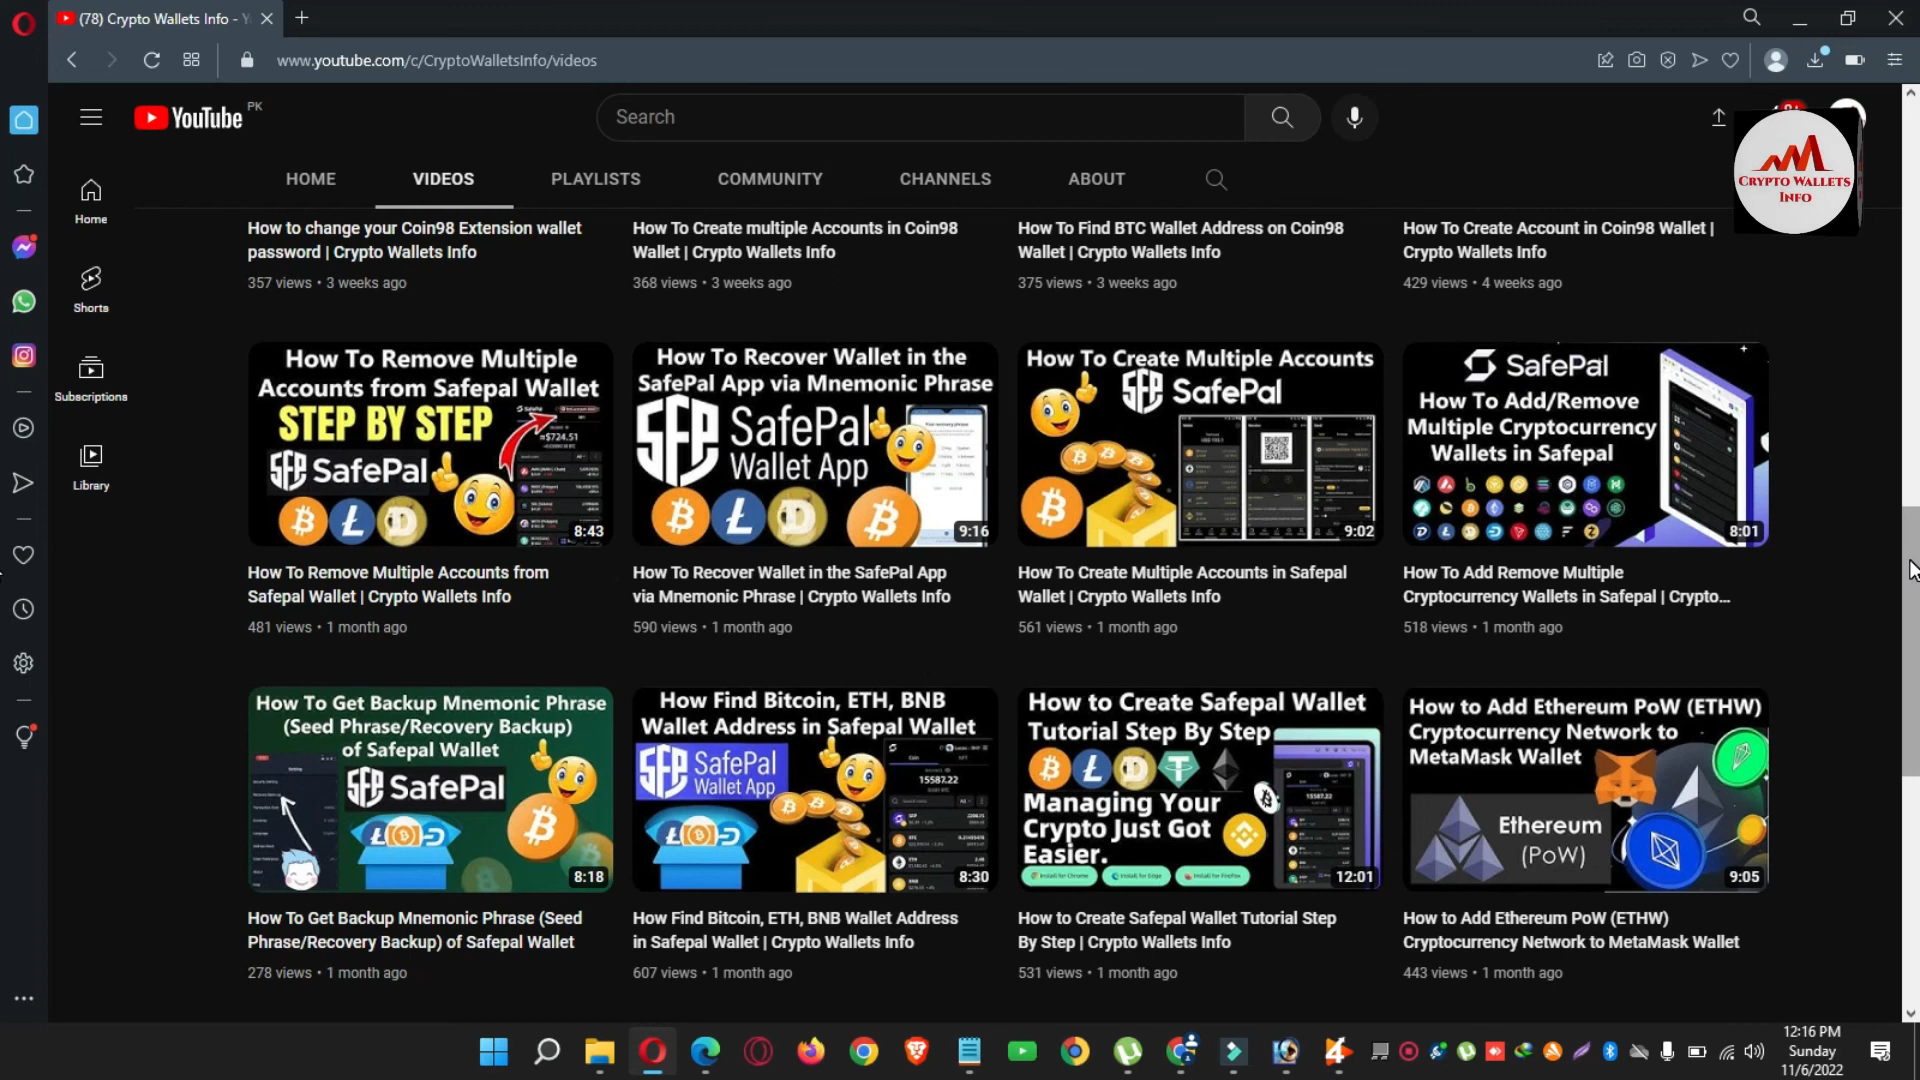 (78) Crypto Wallets Info - Y
www.youtube.com/c/CryptoWalletsInfo/videos
YouTube PK
Search
HOME VIDEOS PLAYLISTS COMMUNITY CHANNELS ABOUT
CRYPTO WALLETS
INFO
Home
Shorts
Subscriptions
Library
How to change your Coin98 Extension wallet
password | Crypto Wallets Info
357 views • 3 weeks ago
How To Create multiple Accounts in Coin98
Wallet | Crypto Wallets Info
368 views • 3 weeks ago
How To Find BTC Wallet Address on Coin98
Wallet | Crypto Wallets Info
375 views • 3 weeks ago
How To Create Account in Coin98 Wallet |
Crypto Wallets Info
429 views • 4 weeks ago
How To Remove Multiple
Accounts from Safepal Wallet
STEP BY STEP
SafePal
$724.51
8:43
How To Remove Multiple Accounts from
Safepal Wallet | Crypto Wallets Info
481 views • 1 month ago
How To Recover Wallet in the
SafePal App via Mnemonic Phrase
SafePal
Wallet App
9:16
How To Recover Wallet in the SafePal App
via Mnemonic Phrase | Crypto Wallets Info
590 views • 1 month ago
How To Create Multiple Accounts
SafePal
9:02
How To Create Multiple Accounts in Safepal
Wallet | Crypto Wallets Info
561 views • 1 month ago
SafePal
How To Add/Remove
Multiple Cryptocurrency
Wallets in Safepal
8:01
How To Add Remove Multiple
Cryptocurrency Wallets in Safepal | Crypto...
518 views • 1 month ago
How To Get Backup Mnemonic Phrase
(Seed Phrase/Recovery Backup)
of Safepal Wallet
SafePal
8:18
How To Get Backup Mnemonic Phrase (Seed
Phrase/Recovery Backup) of Safepal Wallet
278 views • 1 month ago
How Find Bitcoin, ETH, BNB
Wallet Address in Safepal Wallet
SafePal
Wallet App
15587.22
8:30
How Find Bitcoin, ETH, BNB Wallet Address
in Safepal Wallet | Crypto Wallets Info
607 views • 1 month ago
How to Create Safepal Wallet
Tutorial Step By Step
Managing Your
Crypto Just Got
Easier.
15587.22
Install for Chrome Install for Edge Install for Firefox
12:01
How to Create Safepal Wallet Tutorial Step
By Step | Crypto Wallets Info
531 views • 1 month ago
How to Add Ethereum PoW (ETHW)
Cryptocurrency Network to
MetaMask Wallet
Ethereum
(PoW)
9:05
How to Add Ethereum PoW (ETHW)
Cryptocurrency Network to MetaMask Wallet
443 views • 1 month ago
12:16 PM
Sunday
11/6/2022